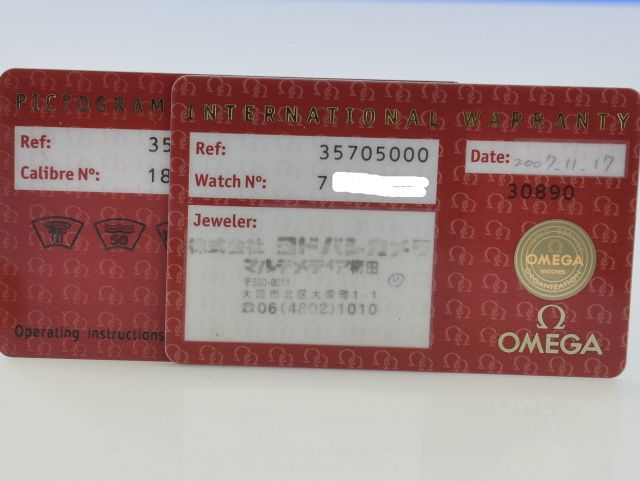 PICTOGRAM
Ref: 35
Calibre Nº: 18
50
Operating instructions
INTERNATIONAL WARRANTY
Ref: 35705000
Watch Nº: 7
Date: 2007.11.17
30890
Jeweler:
株式会社 ヨドバシカメラ
マルチメディア梅田
〒530-0011
大阪市北区大深町1-1
☎06(4802)1010
OMEGA
WATCHES
ORGANIZATION
Ω
OMEGA